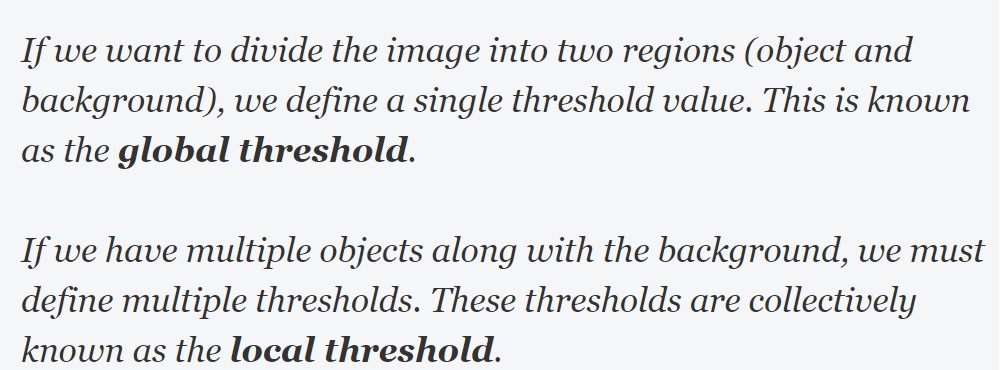 If we want to divide the image into two regions (object and
background), we define a single threshold value. This is known
as the global threshold.
If we have multiple objects along with the background, we must
define multiple thresholds. These thresholds are collectively
known as the local threshold.